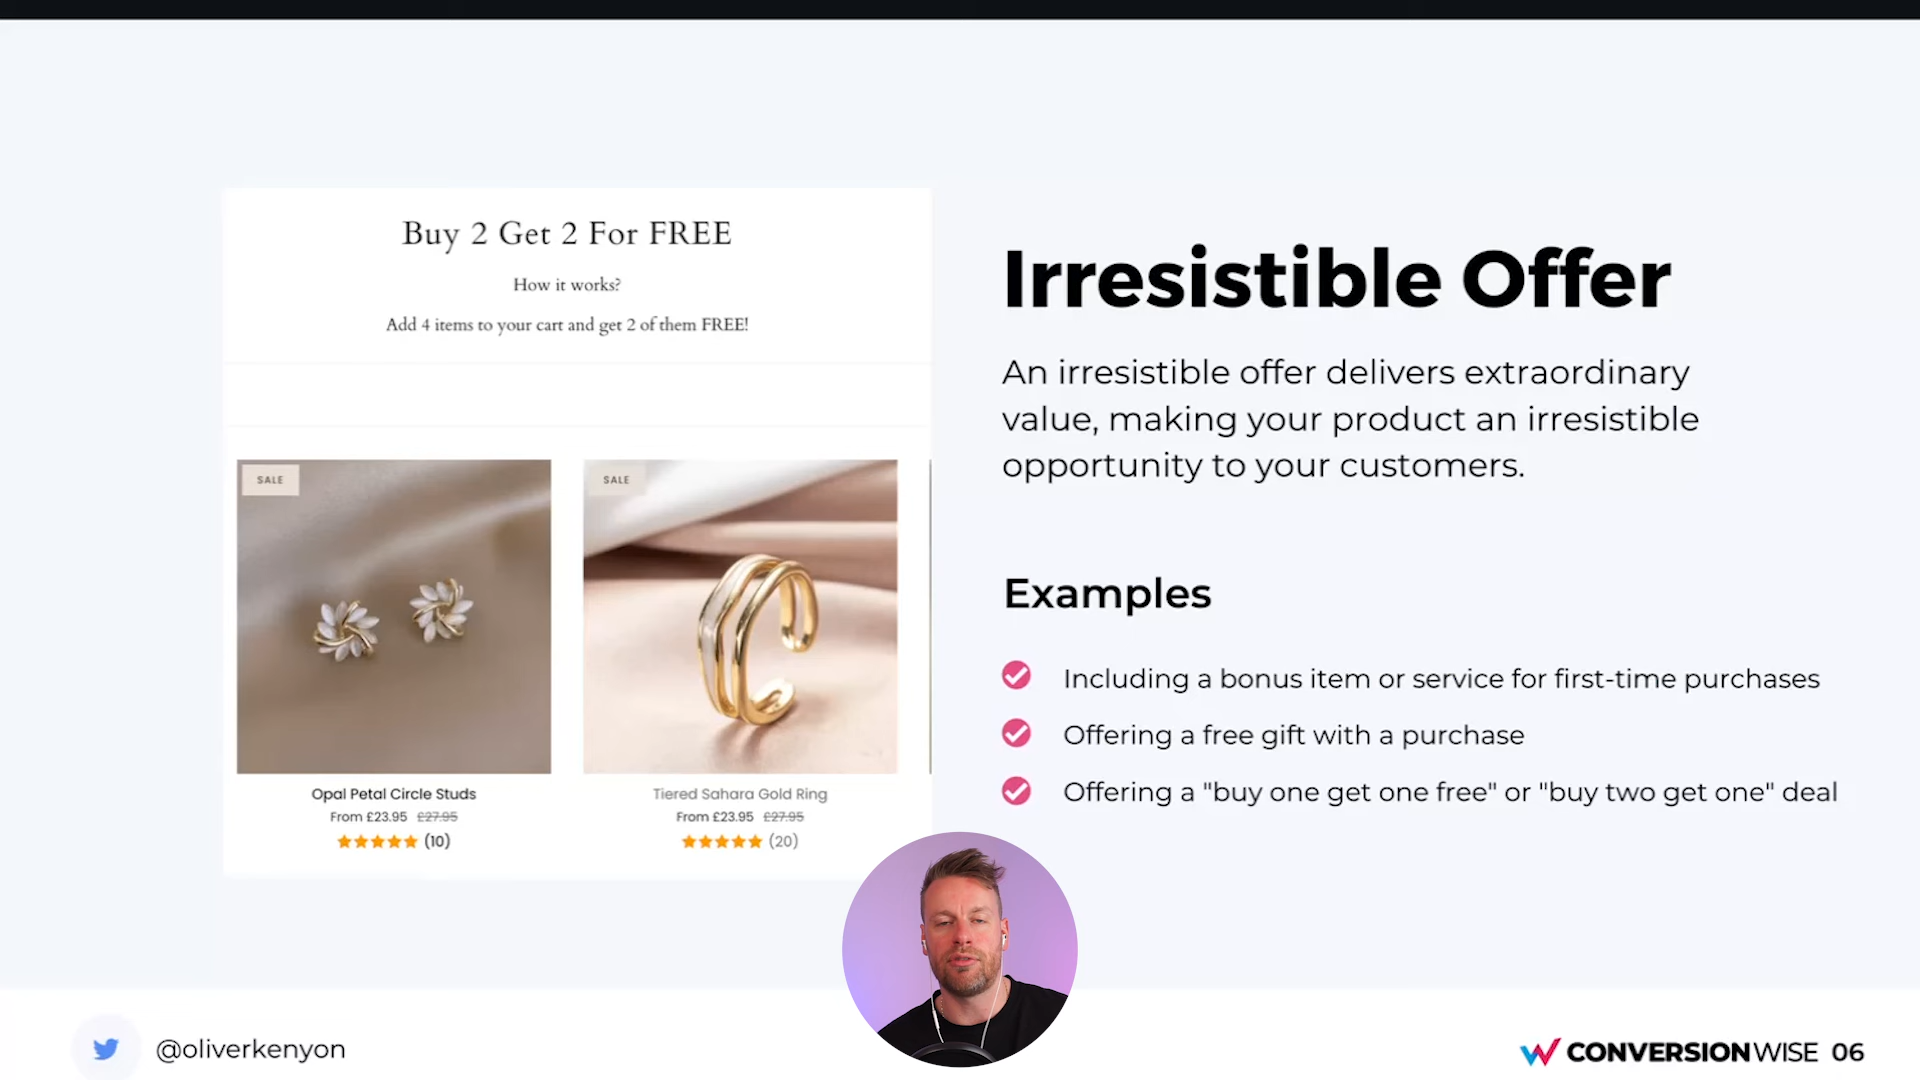 Buy 2 Get 2 For FREE
How it works?
Add 4 items to your cart and get 2 of them FREE!
SALE
SALE
Opal Petal Circle Studs
From £23.95 £27.95
(10)
Tiered Sahara Gold Ring
From £23.95 £27.95
(20)
Irresistible Offer
An irresistible offer delivers extraordinary
value, making your product an irresistible
opportunity to your customers.
Examples
Including a bonus item or service for first-time purchases
Offering a free gift with a purchase
Offering a "buy one get one free" or "buy two get one" deal
@oliverkenyon
CONVERSIONWISE 06